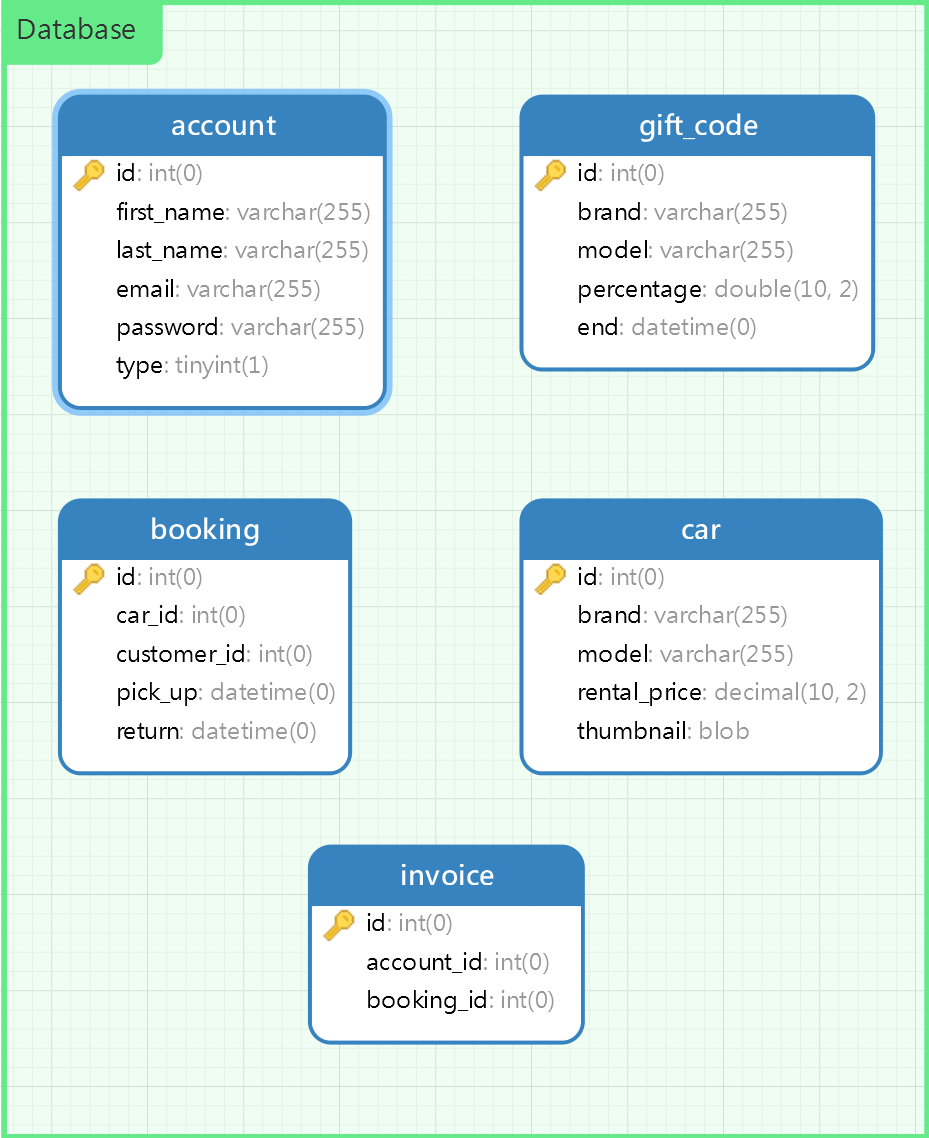 Database
account
id: int(0)
first_name: varchar(255)
last_name: varchar(255)
email: varchar(255)
password: varchar(255)
type: tinyint(1)
gift_code
id: int(0)
brand: varchar(255)
model: varchar(255)
percentage: double(10, 2)
end: datetime(0)
booking
id: int(0)
car_id: int(0)
customer_id: int(0)
pick_up: datetime(0)
return: datetime(0)
car
id: int(0)
brand: varchar(255)
model: varchar(255)
rental_price: decimal(10, 2)
thumbnail: blob
invoice
id: int(0)
account_id: int(0)
booking_id: int(0)